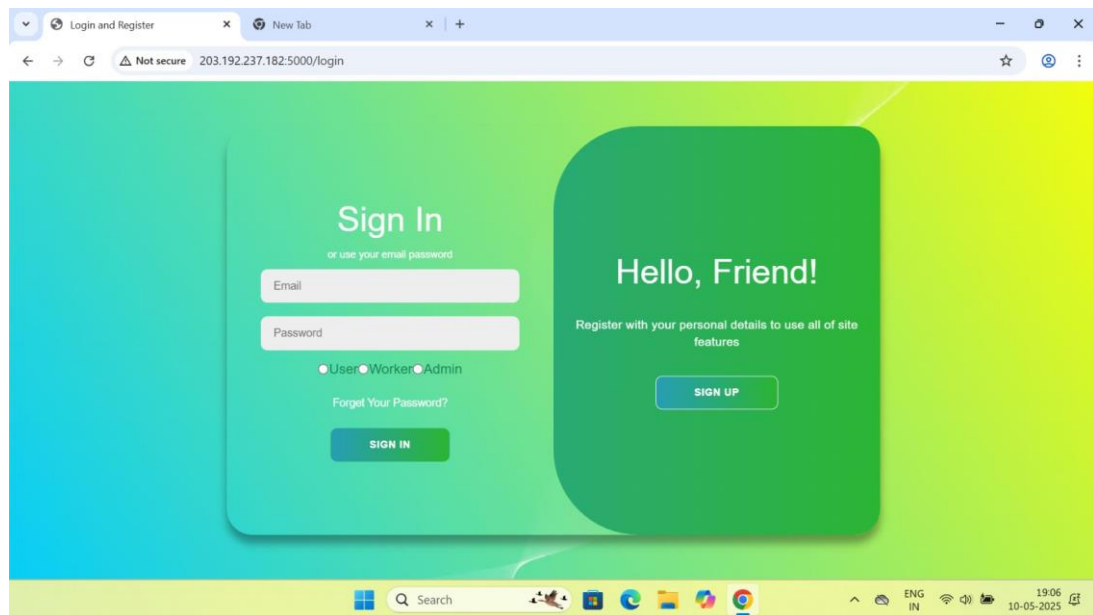 Login and Register
New Tab
Not secure 203.192.237.182:5000/login
Sign In
or use your email password
Email
Password
User Worker Admin
Forget Your Password?
SIGN IN
Hello, Friend!
Register with your personal details to use all of site
features
SIGN UP
Search
ENG
IN
19:06
10-05-2025